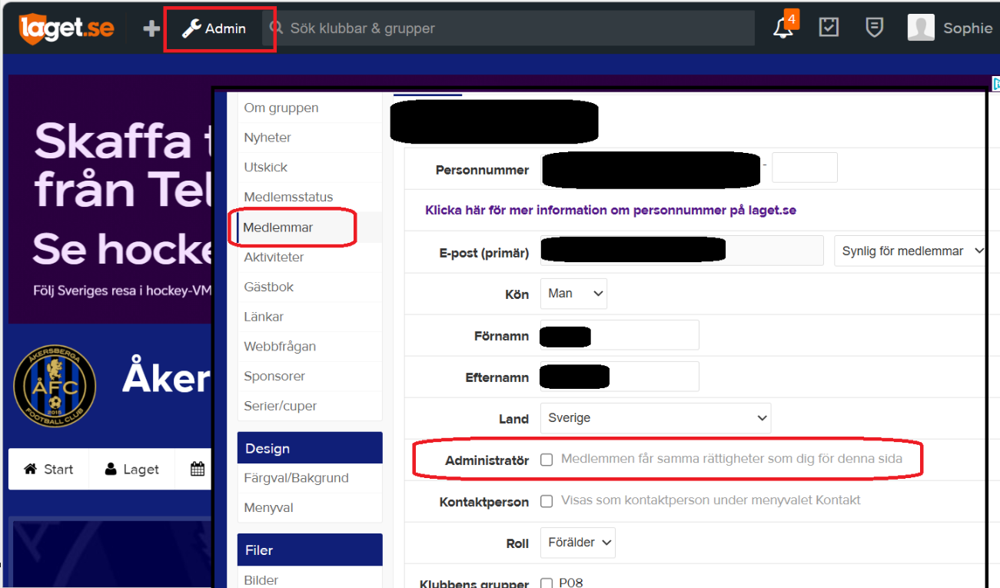 laget.se
Admin
Sök klubbar & grupper
4
Sophie
Skaffa
från Tel
Se hocke
Följ Sveriges resa i hockey-VM
ÅKERSBERGA
ÅFC
2015
FOOTBALL CLUB
Åker
Start
Laget
Om gruppen
Nyheter
Utskick
Medlemsstatus
Medlemmar
Aktiviteter
Gästbok
Länkar
Webbfrågan
Sponsorer
Serier/cuper
Design
Färgval/Bakgrund
Menyval
Filer
Bilder
Personnummer -
Klicka här för mer information om personnummer på laget.se
E-post (primär) Synlig för medlemmar
Kön Man
Förnamn
Efternamn
Land Sverige
Administratör Medlemmen får samma rättigheter som dig för denna sida
Kontaktperson Visas som kontaktperson under menyvalet Kontakt
Roll Förälder
Klubbens grupper P08